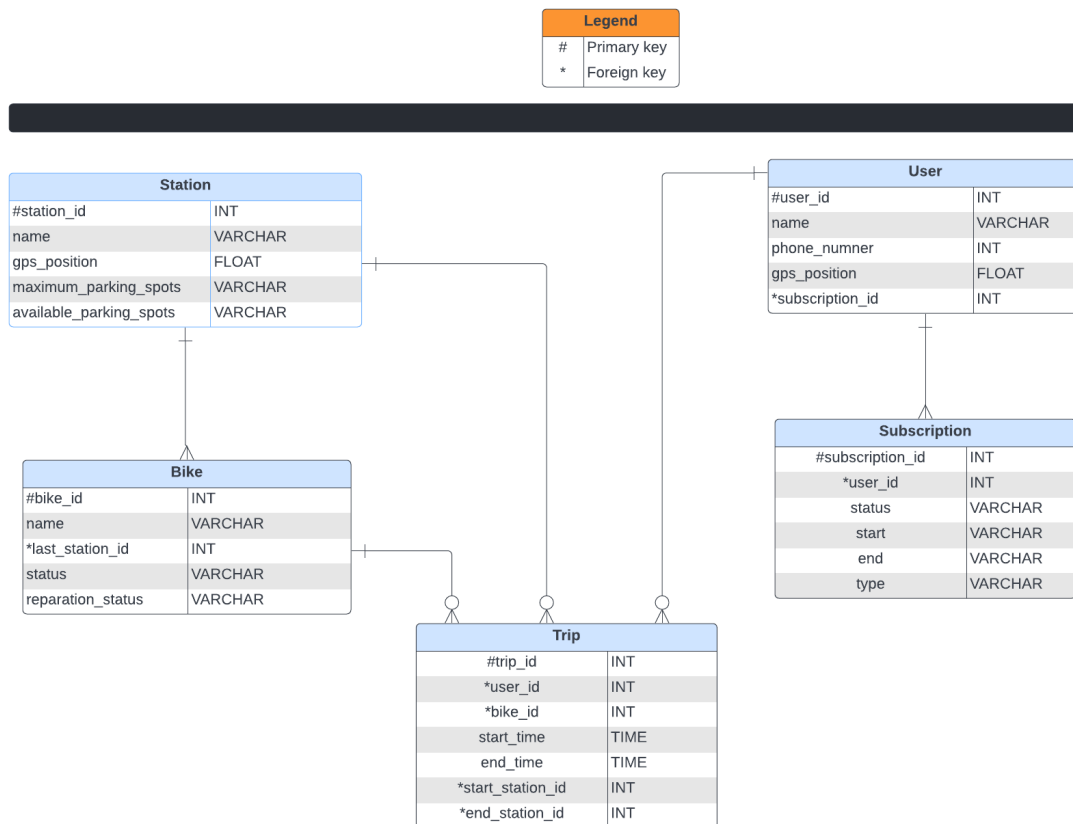 Legend
# Primary key
* Foreign key
Station
#station_id INT
name VARCHAR
gps_position FLOAT
maximum_parking_spots VARCHAR
available_parking_spots VARCHAR
User
#user_id INT
name VARCHAR
phone_numner INT
gps_position FLOAT
*subscription_id INT
Bike
#bike_id INT
name VARCHAR
*last_station_id INT
status VARCHAR
reparation_status VARCHAR
Subscription
#subscription_id INT
*user_id INT
status VARCHAR
start VARCHAR
end VARCHAR
type VARCHAR
Trip
#trip_id INT
*user_id INT
*bike_id INT
start_time TIME
end_time TIME
*start_station_id INT
*end_station_id INT